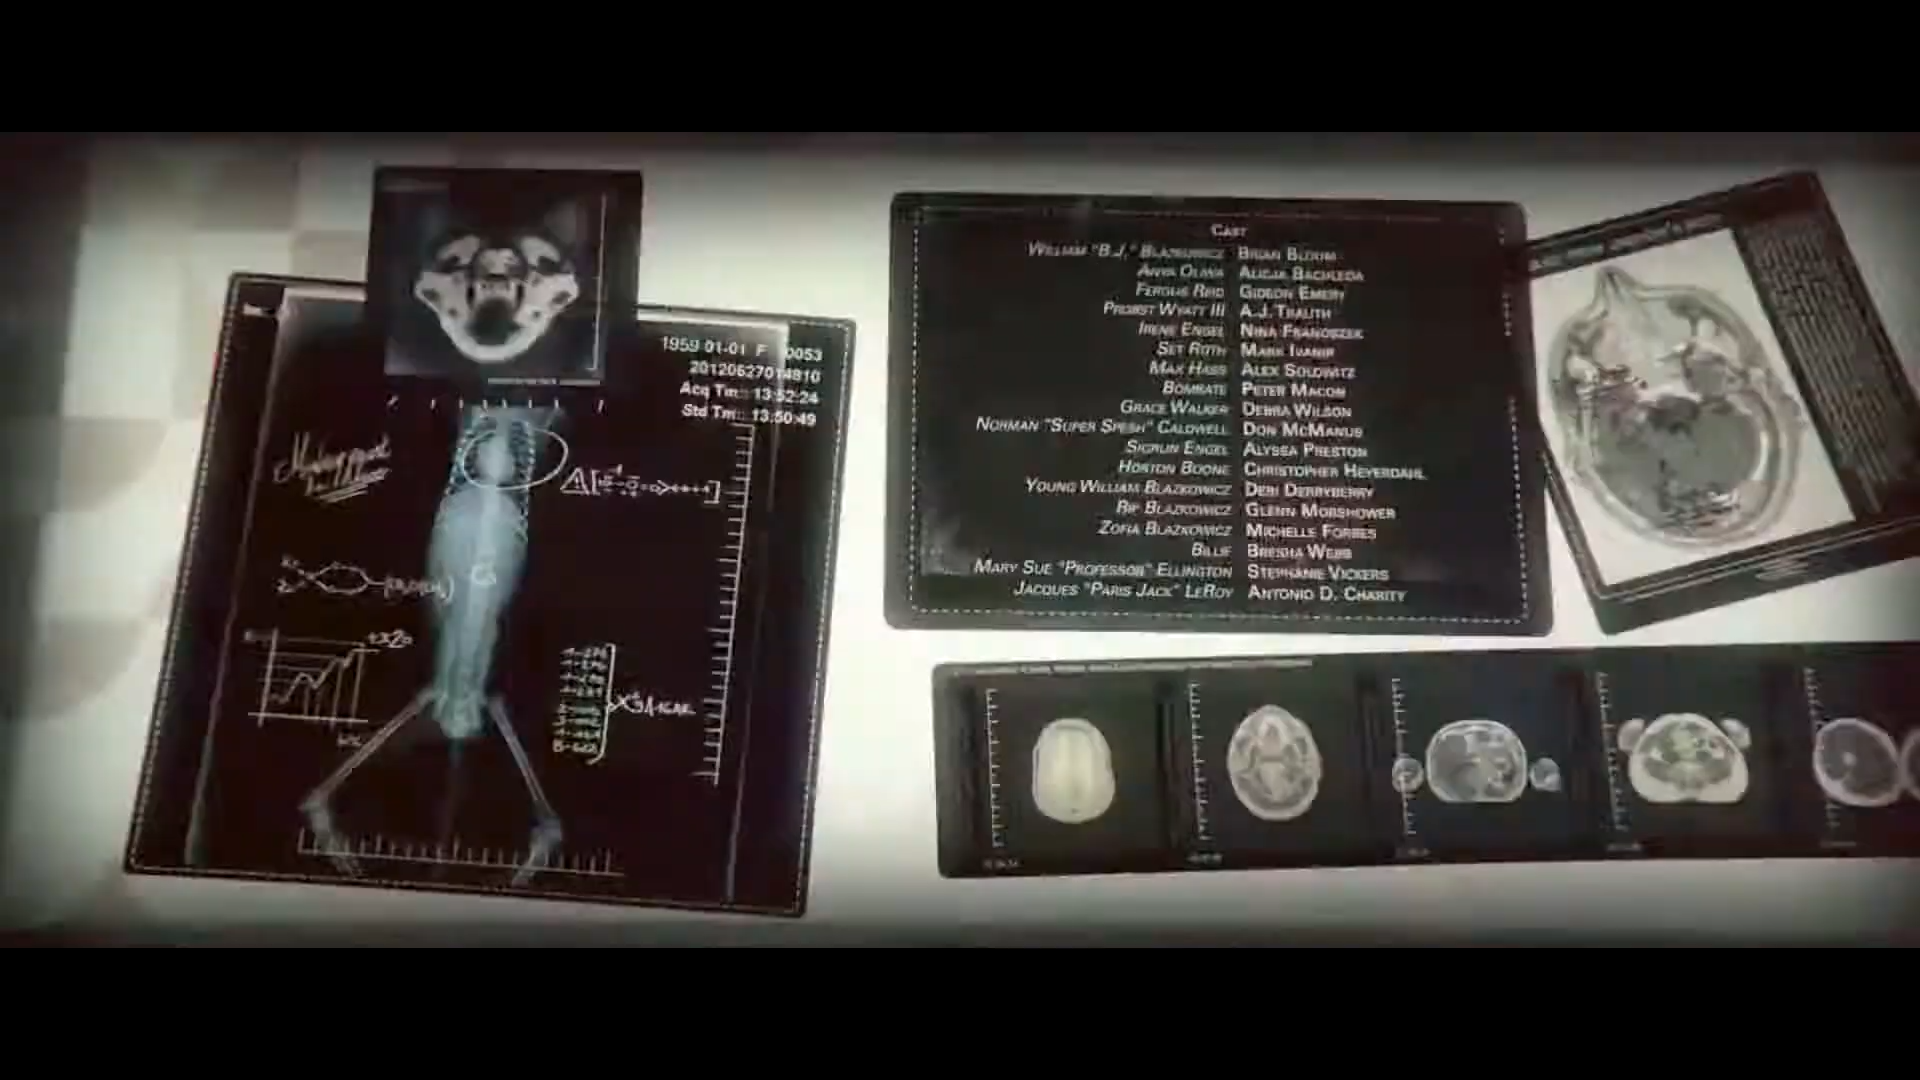 1959 01-01 F 0053
20120627014810
Acq Tm: 13:52:24
Std Tm: 13:50:49
+x20
CAST
WILLIAM "B.J." BLAZKOWICZ BRIAN BLOOM
ANYA OLIWA ALICJA BACHLEDA
FERGUS REID GIDEON EMERY
PROBST WYATT III A.J. TRAUTH
IRENE ENGEL NINA FRANOSZEK
SET ROTH MARK IVANIR
MAX HASS ALEX SOLOWITZ
BOMBATE PETER MACON
GRACE WALKER DEBRA WILSON
NORMAN "SUPER SPESH" CALDWELL DON MCMANUS
SIGRUN ENGEL ALYSSA PRESTON
HORTON BOONE CHRISTOPHER HEYERDAHL
YOUNG WILLIAM BLAZKOWICZ DEBI DERRYBERRY
RIP BLAZKOWICZ GLENN MORSHOWER
ZOFIA BLAZKOWICZ MICHELLE FORBES
BILLIE BRESHA WEBB
MARY SUE "PROFESSOR" ELLINGTON STEPHANIE VICKERS
JACQUES "PARIS JACK" LEROY ANTONIO D. CHARITY